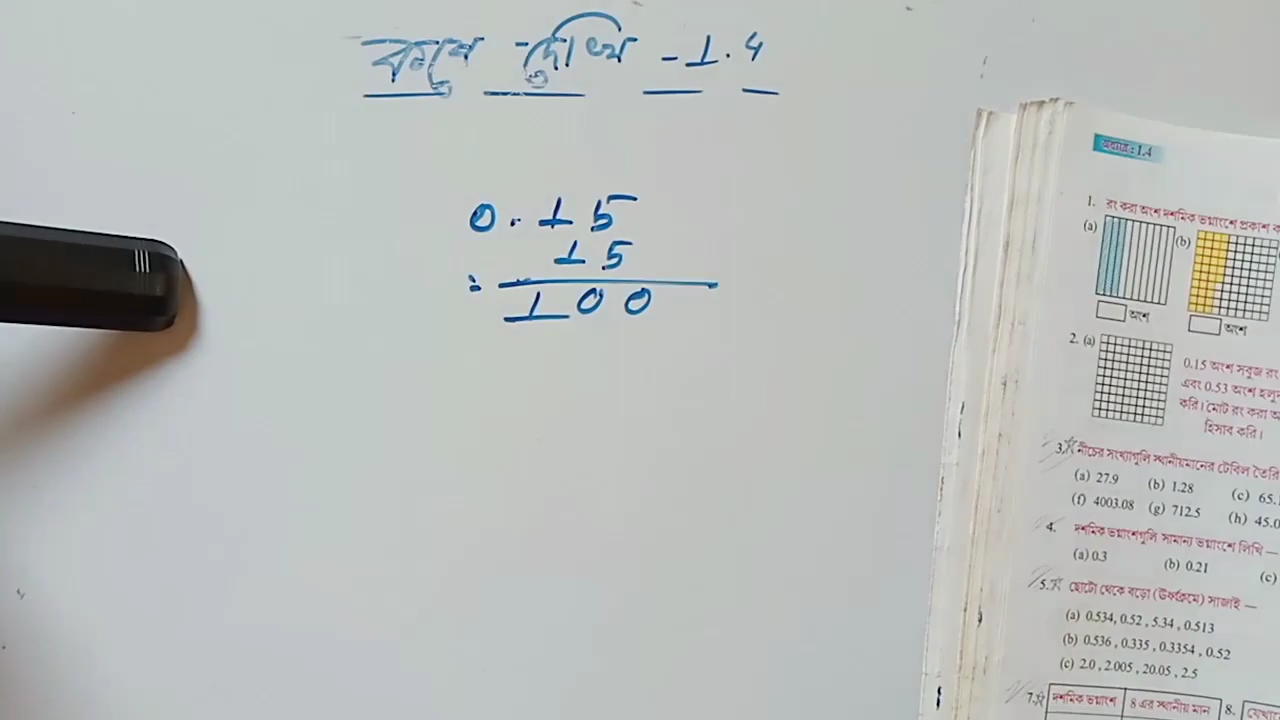 কষে দেখি - 1.4
0.15
15
=
100
অধ্যায় : 1.4
1. রং করা অংশ দশমিক ভগ্নাংশে প্রকাশ
(a) (b)
অংশ অংশ
2. (a)
0.15 অংশ সবুজ রং
এবং 0.53 অংশ
করি। মোট রং করা
হিসাব করি।
3. নীচের সংখ্যাগুলি স্থানীয়মানের টেবিল
(a) 27.9 (b) 1.28 (c) 65.
(f) 4003.08 (g) 712.5 (h) 45.0
4. দশমিক ভগ্নাংশগুলি সামান্য ভগ্নাংশে লিখি —
(a) 0.3 (b) 0.21 (c)
5. ছোটো থেকে বড়ো (ঊর্ধ্বক্রমে) সাজাই —
(a) 0.534, 0.52 , 5.34 , 0.513
(b) 0.536 , 0.335 , 0.3354 , 0.52
(c) 2.0 , 2.005 , 20.05 , 2.5
7. দশমিক ভগ্নাংশ 4 এর স্থানীয় মান 8.